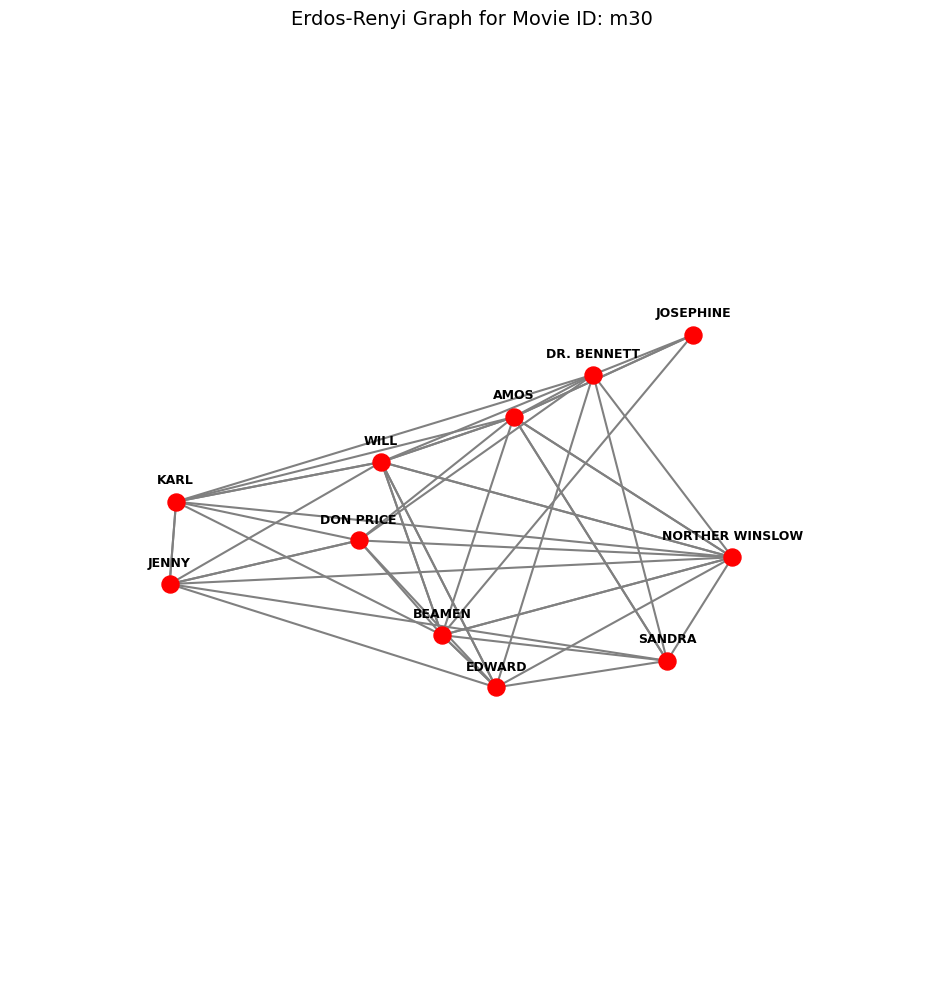 Erdos-Renyi Graph for Movie ID: m30
JOSEPHINE
DR. BENNETT
AMOS
WILL
KARL
DON PRICE
NORTHER WINSLOW
JENNY
BEAMEN
SANDRA
EDWARD